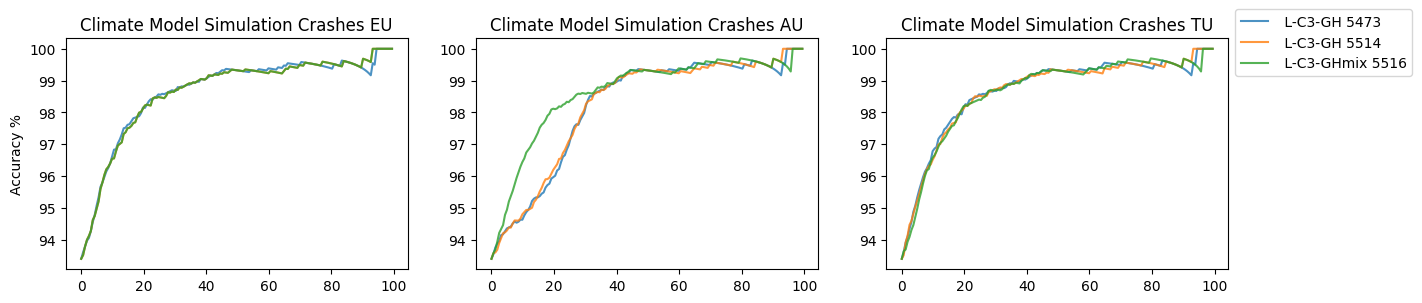 Climate Model Simulation Crashes EU
Accuracy %
100
99
98
97
96
95
94
0 20 40 60 80 100
Climate Model Simulation Crashes AU
100
99
98
97
96
95
94
0 20 40 60 80 100
Climate Model Simulation Crashes TU
100
99
98
97
96
95
94
0 20 40 60 80 100
L-C3-GH 5473
L-C3-GH 5514
L-C3-GHmix 5516